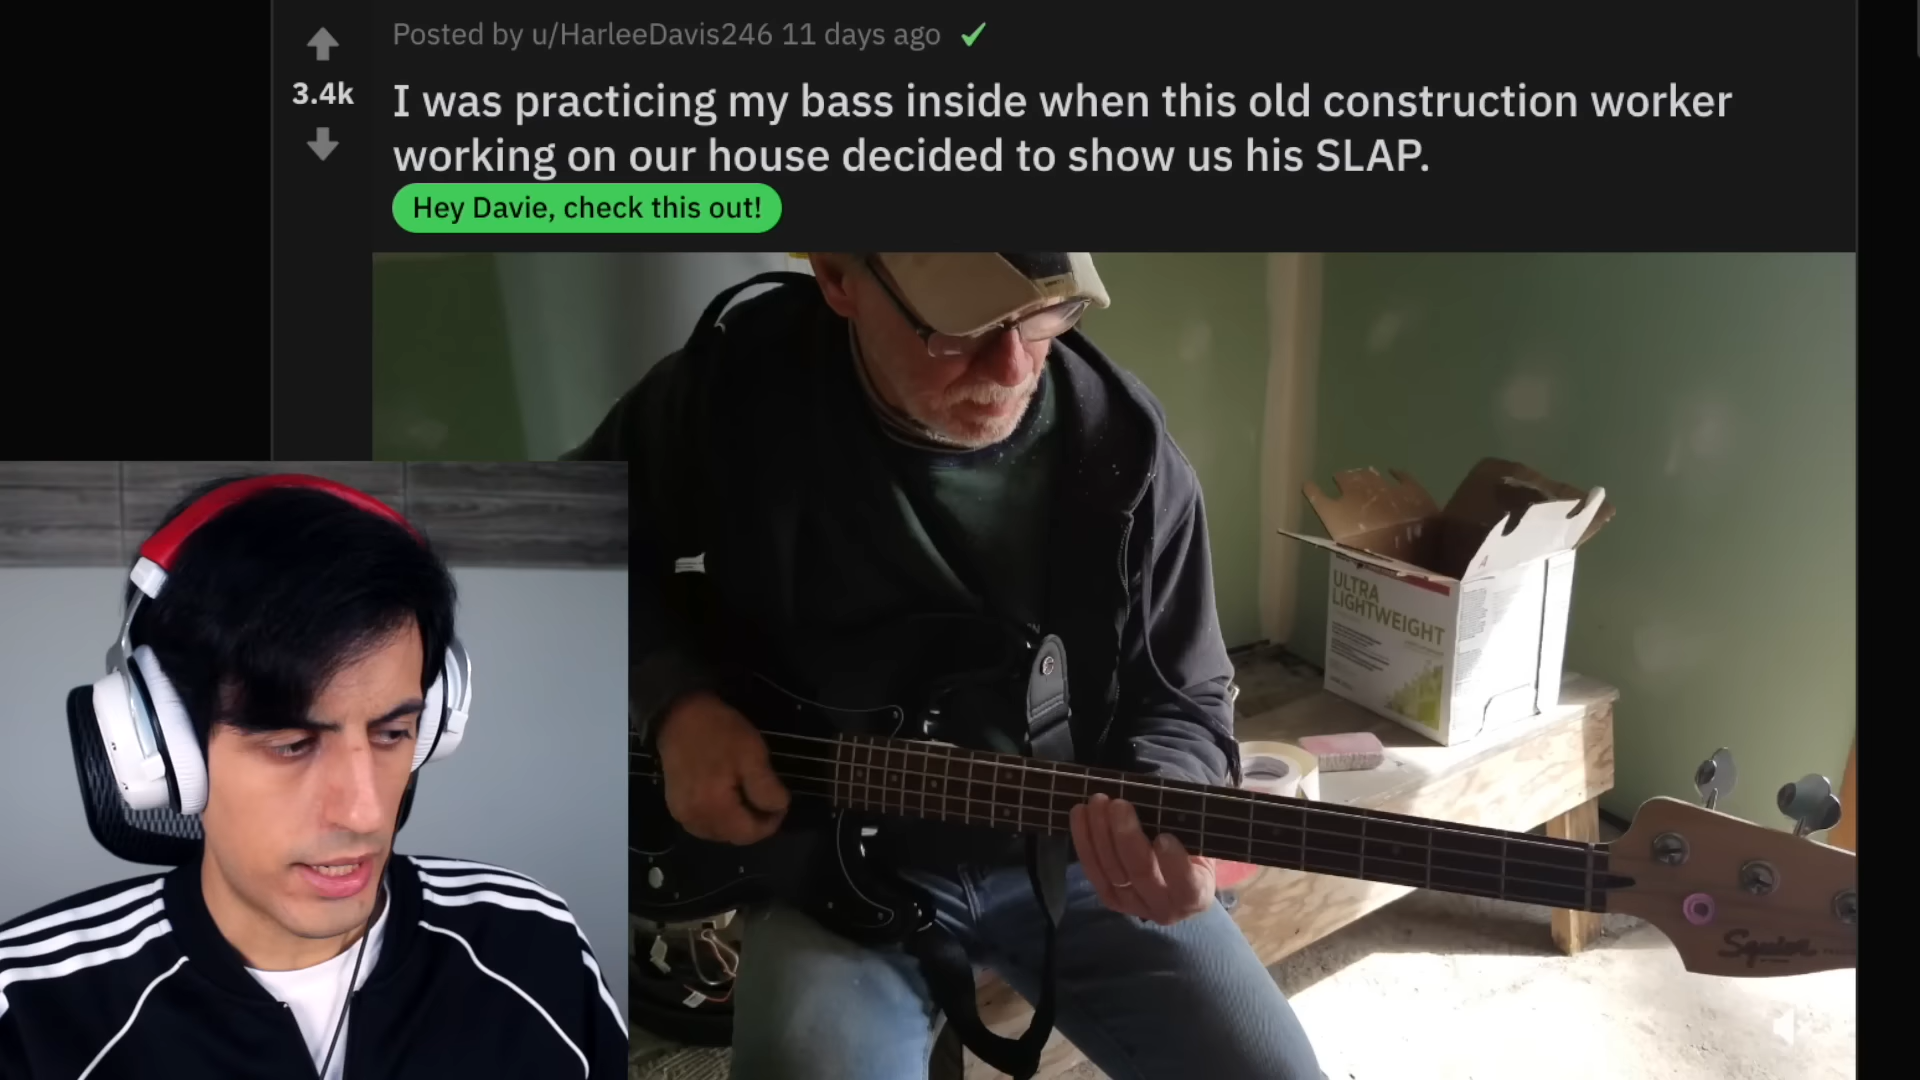 Posted by u/HarleeDavis246 11 days ago
3.4k
I was practicing my bass inside when this old construction worker
working on our house decided to show us his SLAP.
Hey Davie, check this out!
ULTRA
LIGHTWEIGHT
Squier